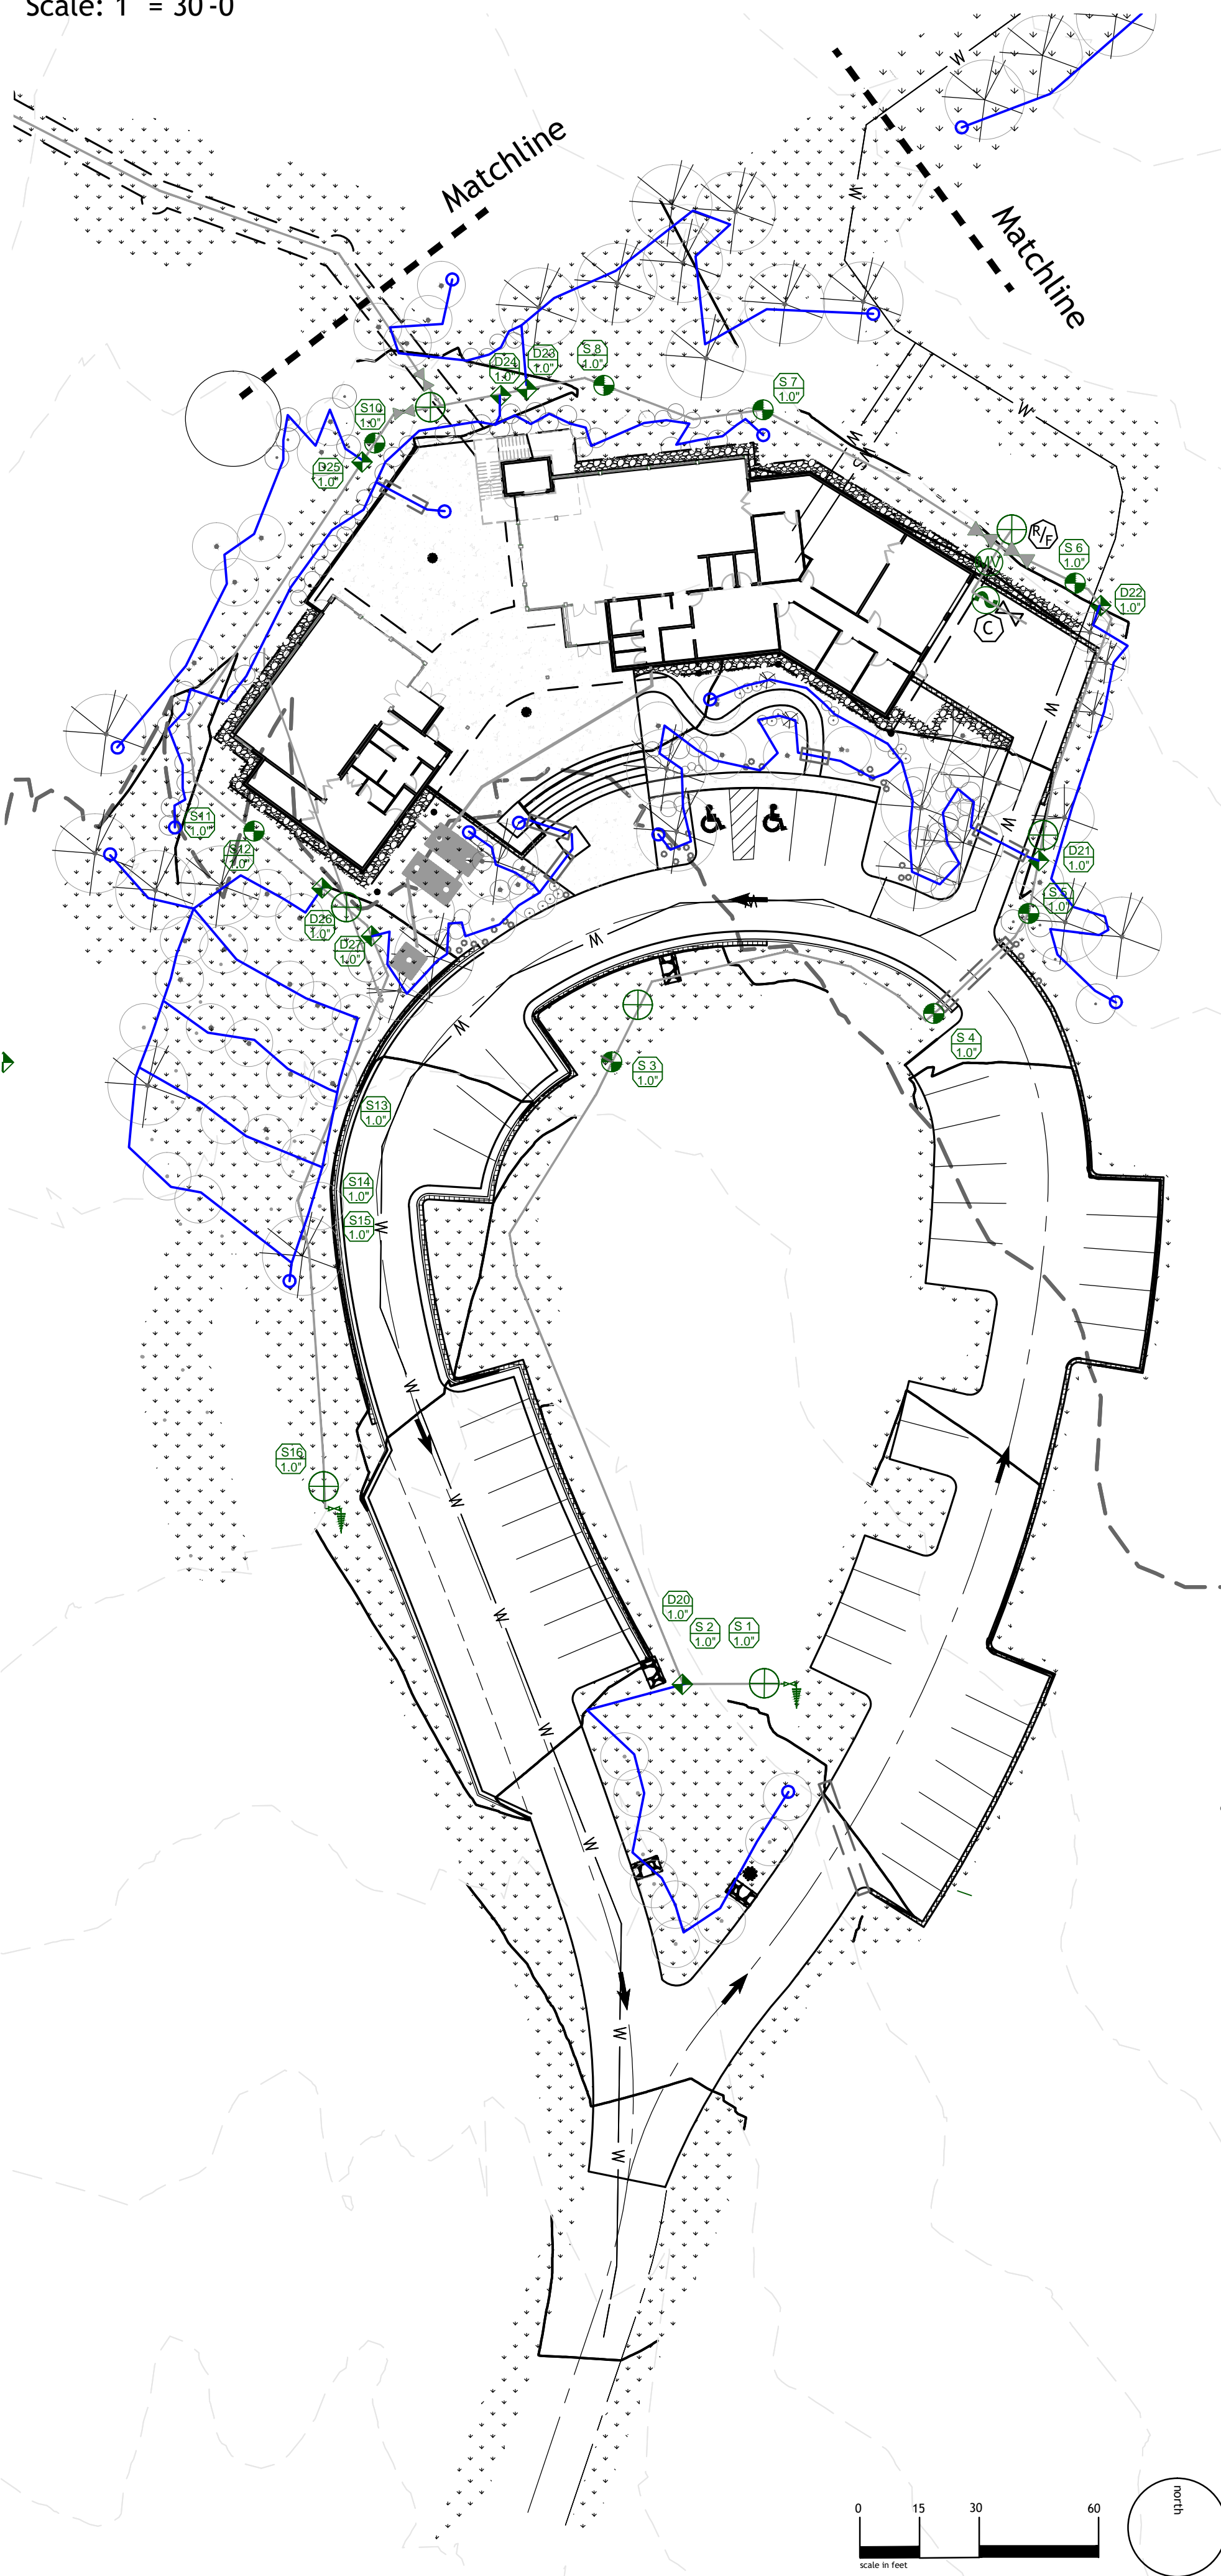 Scale: 1" = 30'-0
W
Matchline
W
Matchline
D24
1.0"
D23
1.0"
S 8
1.0"
S 7
1.0"
S10
1.0"
W
D25
1.0"
W
W
S
R/F
S 6
1.0"
MV
D22
1.0"
C
W
S11
1.0"
S12
1.0"
W
D21
1.0"
S 5
1.0"
W
D26
1.0"
D27
1.0"
W
W
S 4
1.0"
S 3
1.0"
S13
1.0"
S14
1.0"
S15
1.0"
W
W
S16
1.0"
W
D20
1.0"
S 2
1.0"
S 1
1.0"
W
W
W
W
W
north
0 15 30 60
scale in feet